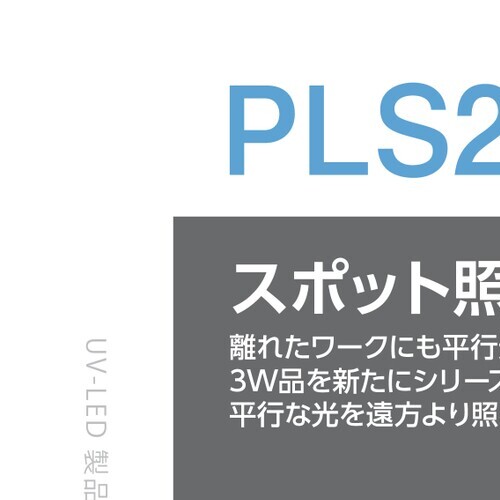 PLS2
スポット照
離れたワークにも平行
3W品を新たにシリーズ
平行な光を遠方より照
UV-LED 製品